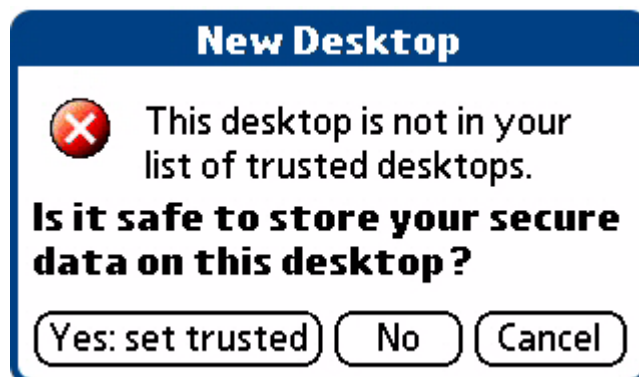 New Desktop
This desktop is not in your
list of trusted desktops.
Is it safe to store your secure
data on this desktop?
Yes: set trusted No Cancel